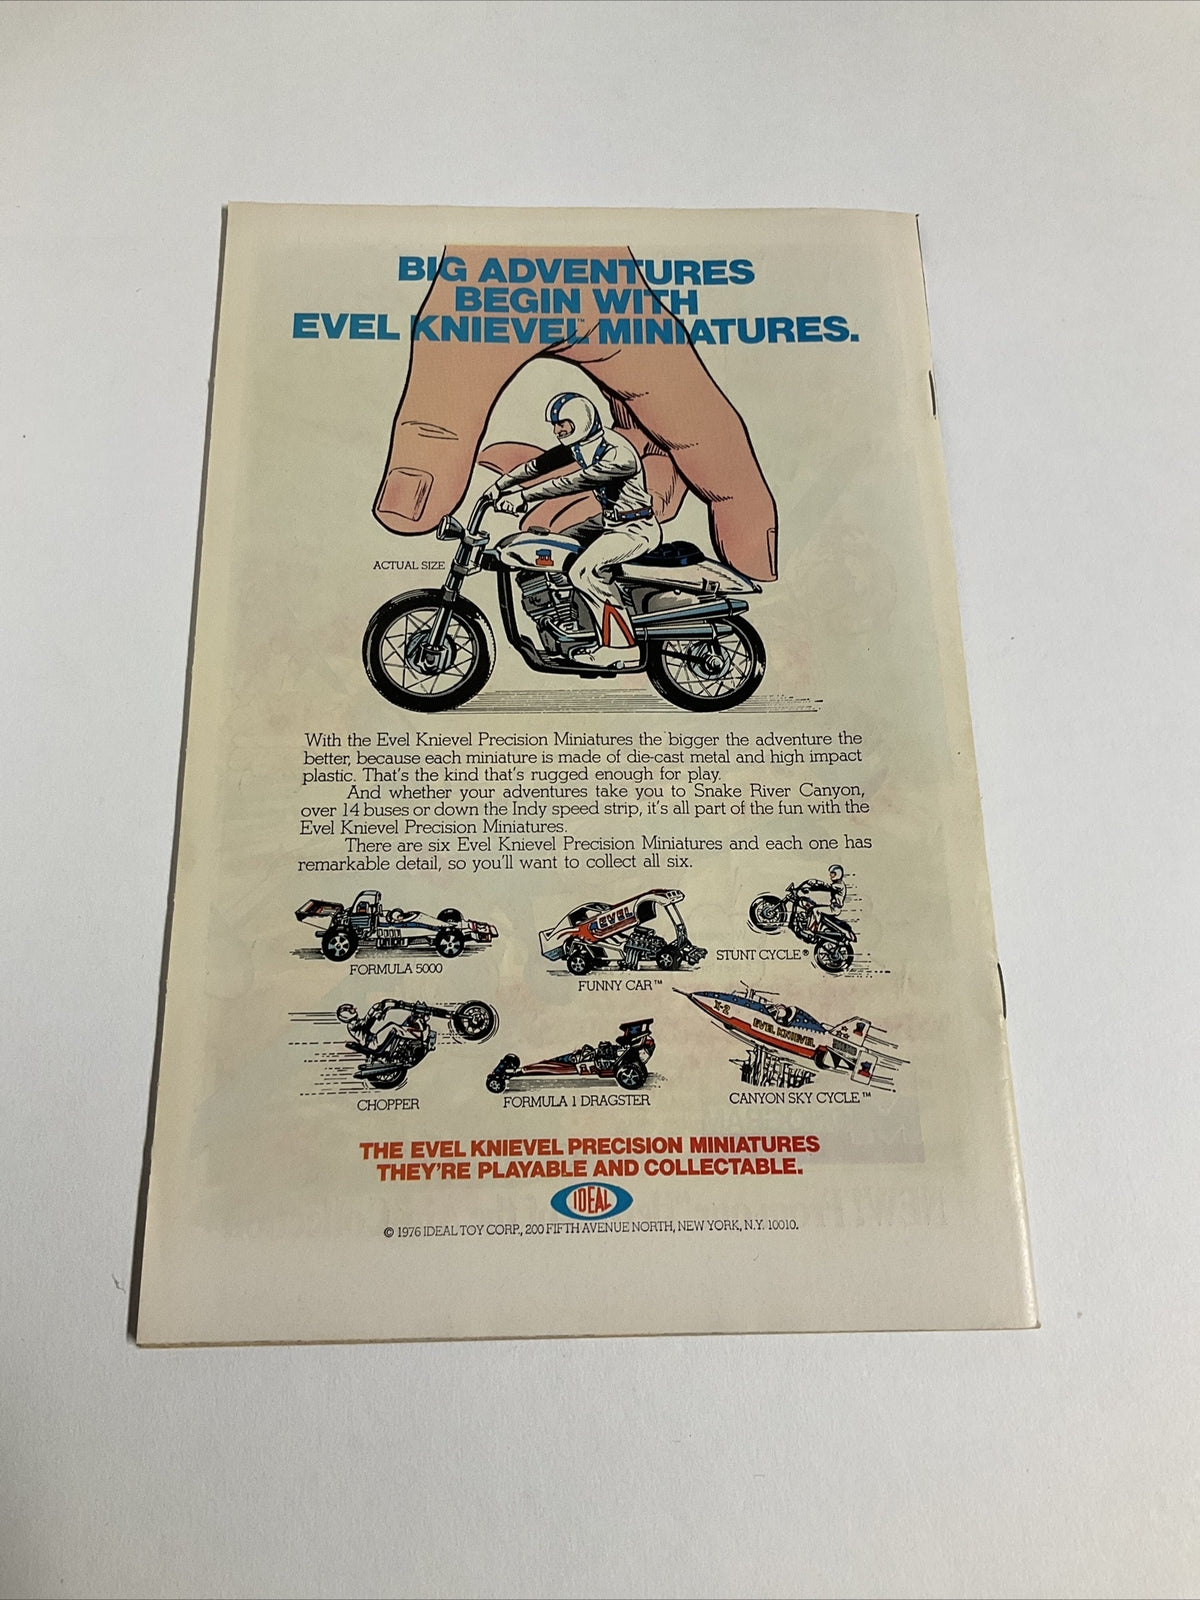 BIG ADVENTURES
BEGIN WITH
EVEL KNIEVEL™ MINIATURES.
ACTUAL SIZE
With the Evel Knievel Precision Miniatures the bigger the adventure the
better, because each miniature is made of die-cast metal and high impact
plastic. That's the kind that's rugged enough for play.
And whether your adventures take you to Snake River Canyon,
over 14 buses or down the Indy speed strip, it's all part of the fun with the
Evel Knievel Precision Miniatures.
There are six Evel Knievel Precision Miniatures and each one has
remarkable detail, so you'll want to collect all six.
FORMULA 5000
EVEL
FUNNY CAR™
STUNT CYCLE®
CHOPPER
FORMULA 1 DRAGSTER
X-2
EVEL KNIEVEL
CANYON SKY CYCLE™
THE EVEL KNIEVEL PRECISION MINIATURES
THEY'RE PLAYABLE AND COLLECTABLE.
IDEAL
© 1976 IDEAL TOY CORP., 200 FIFTH AVENUE NORTH, NEW YORK, N.Y. 10010.